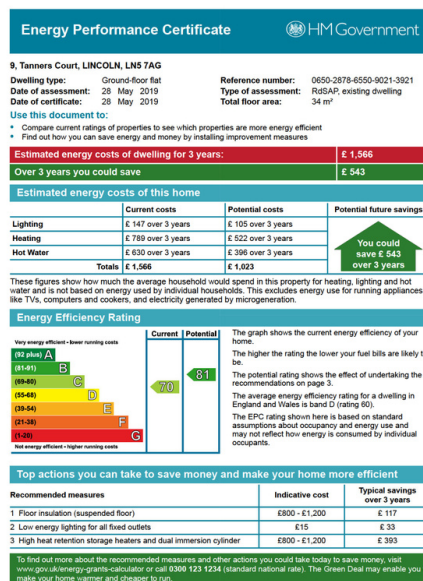 Energy Performance Certificate
HM Government
9, Tanners Court, LINCOLN, LN5 7AG
Dwelling type: Ground-floor flat
Date of assessment: 28 May 2019
Date of certificate: 28 May 2019
Reference number: 0650-2878-6550-9021-3921
Type of assessment: RdSAP, existing dwelling
Total floor area: 34 m²
Use this document to:
• Compare current ratings of properties to see which properties are more energy efficient
• Find out how you can save energy and money by installing improvement measures
Estimated energy costs of dwelling for 3 years: £ 1,566
Over 3 years you could save £ 543
Estimated energy costs of this home
Current costs Potential costs Potential future savings
Lighting £ 147 over 3 years £ 105 over 3 years
Heating £ 789 over 3 years £ 522 over 3 years
Hot Water £ 630 over 3 years £ 396 over 3 years
Totals £ 1,566 £ 1,023
You could
save £ 543
over 3 years
These figures show how much the average household would spend in this property for heating, lighting and hot
water and is not based on energy used by individual households. This excludes energy use for running appliances
like TVs, computers and cookers, and electricity generated by microgeneration.
Energy Efficiency Rating
Current Potential
Very energy efficient - lower running costs
(92 plus) A
(81-91) B
(69-80) C
(55-68) D
(39-54) E
(21-38) F
(1-20) G
Not energy efficient - higher running costs
70
81
The graph shows the current energy efficiency of your
home.
The higher the rating the lower your fuel bills are likely t
be.
The potential rating shows the effect of undertaking the
recommendations on page 3.
The average energy efficiency rating for a dwelling in
England and Wales is band D (rating 60).
The EPC rating shown here is based on standard
assumptions about occupancy and energy use and
may not reflect how energy is consumed by individual
occupants.
Top actions you can take to save money and make your home more efficient
Recommended measures Indicative cost Typical savings
over 3 years
1 Floor insulation (suspended floor) £800 - £1,200 £ 117
2 Low energy lighting for all fixed outlets £15 £ 33
3 High heat retention storage heaters and dual immersion cylinder £800 - £1,200 £ 393
To find out more about the recommended measures and other actions you could take today to save money, visit
www.gov.uk/energy-grants-calculator or call 0300 123 1234 (standard national rate). The Green Deal may enable you
make your home warmer and cheaper to run.